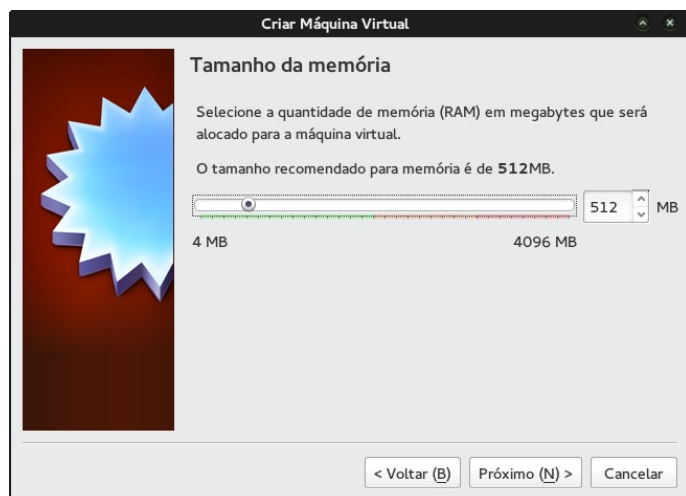 Criar Máquina Virtual
Tamanho da memória
Selecione a quantidade de memória (RAM) em megabytes que será
alocado para a máquina virtual.
O tamanho recomendado para memória é de 512MB.
512 MB
4 MB 4096 MB
< Voltar (B) Próximo (N) > Cancelar